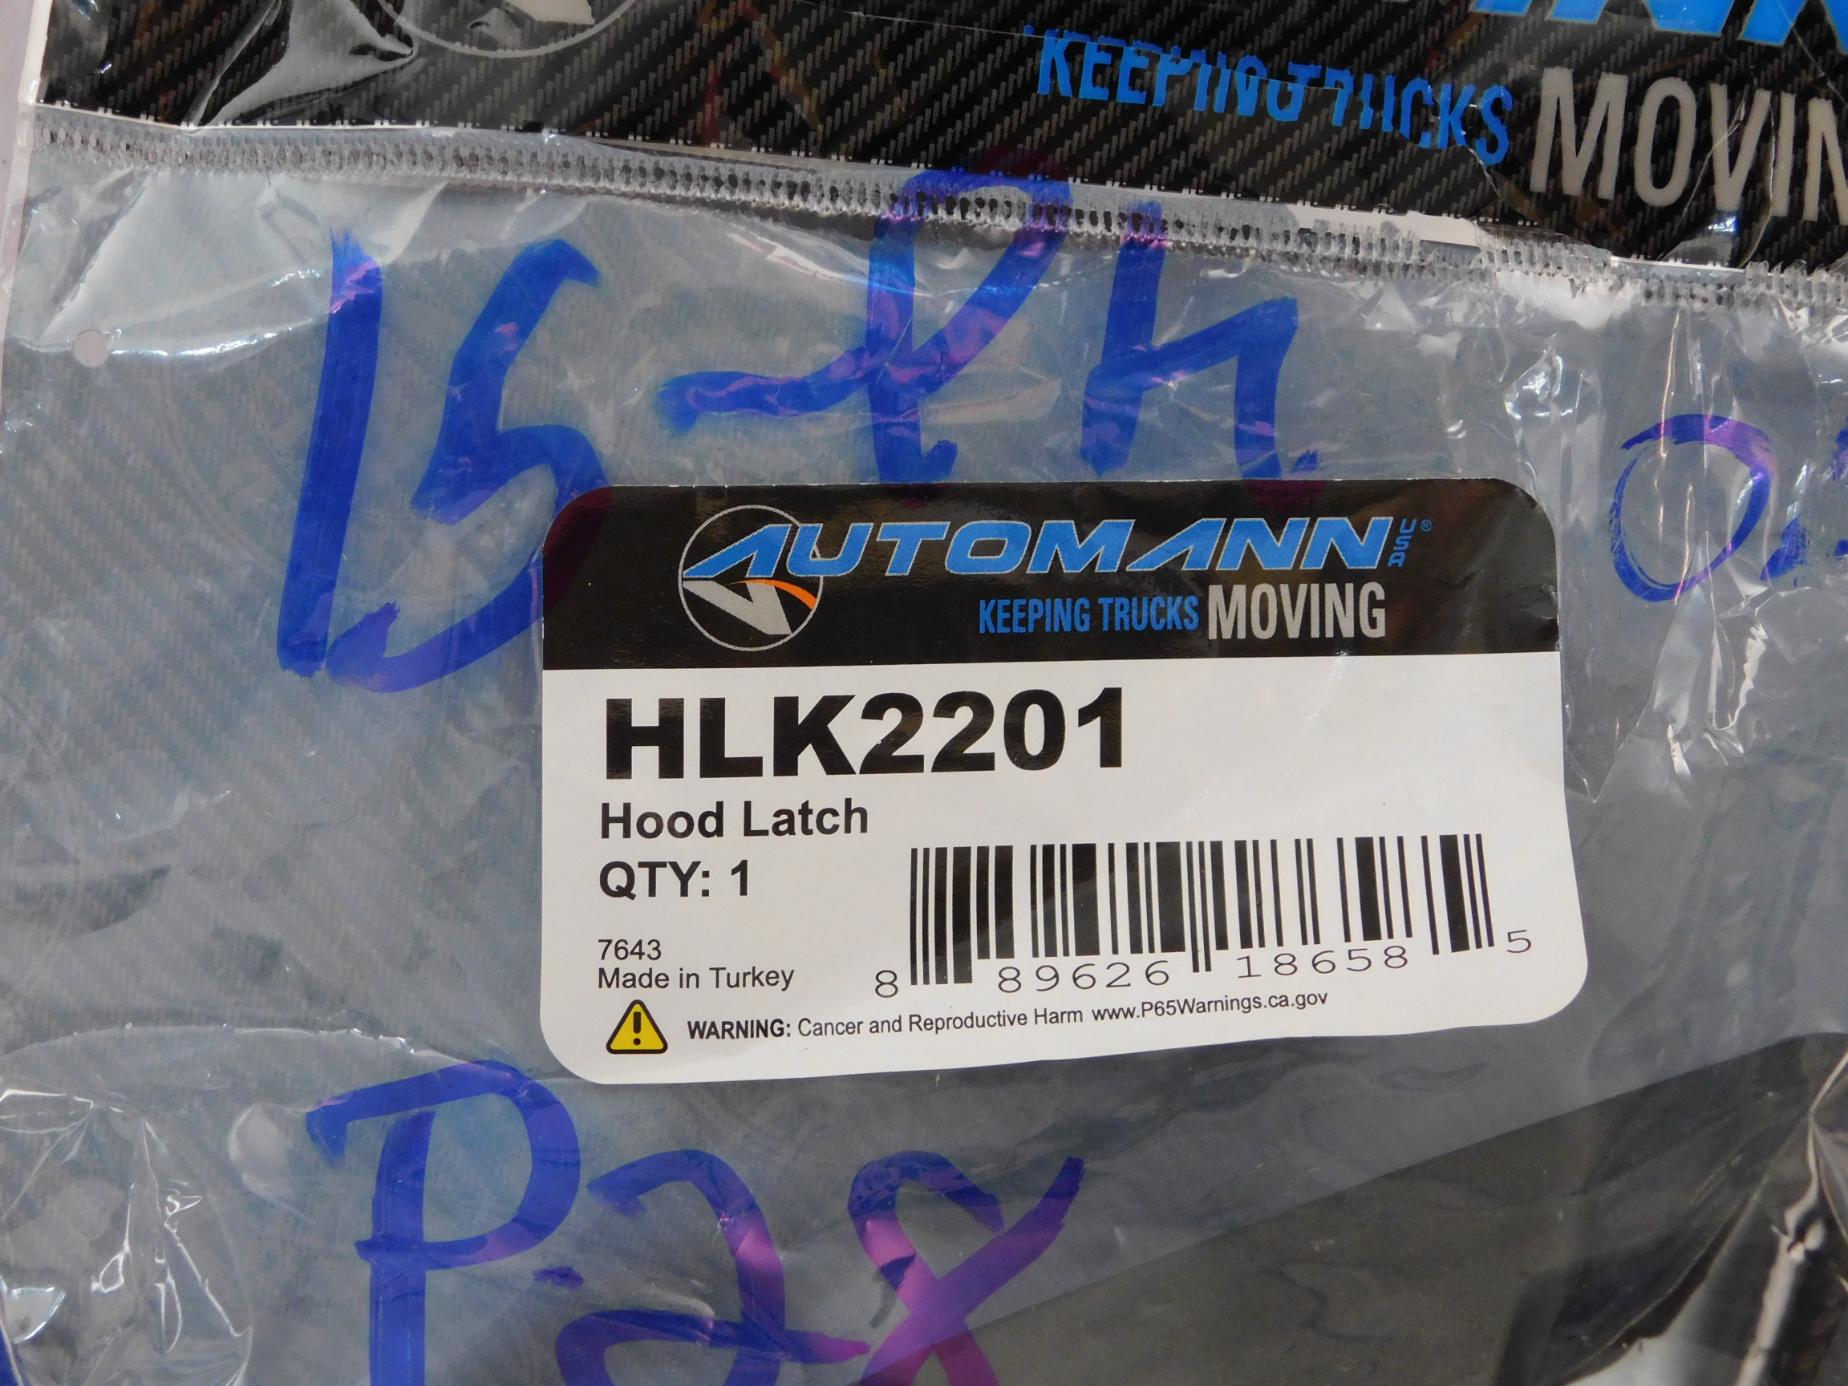 KEEPING TRUCKS MOVIN
AUTOMANN USA®
KEEPING TRUCKS MOVING
HLK2201
Hood Latch
QTY: 1
7643
Made in Turkey
8 89626 18658 5
WARNING: Cancer and Reproductive Harm www.P65Warnings.ca.gov